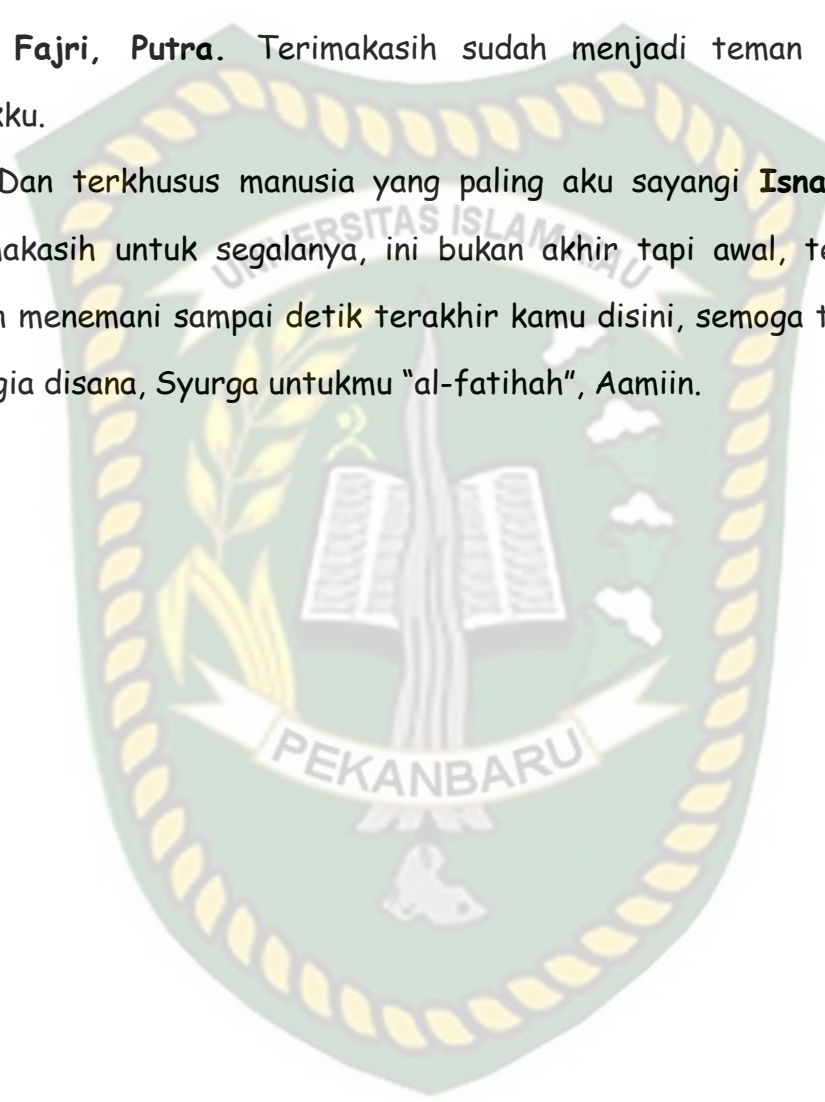 Fajri, Putra. Terimakasih sudah menjadi teman
ku.
Dan terkhusus manusia yang paling aku sayangi Isna
akasih untuk segalanya, ini bukan akhir tapi awal, te
menemani sampai detik terakhir kamu disini, semoga t
gia disana, Syurga untukmu "al-fatihah", Aamiin.
UNIVERSITAS ISLAM RIAU
PEKANBARU